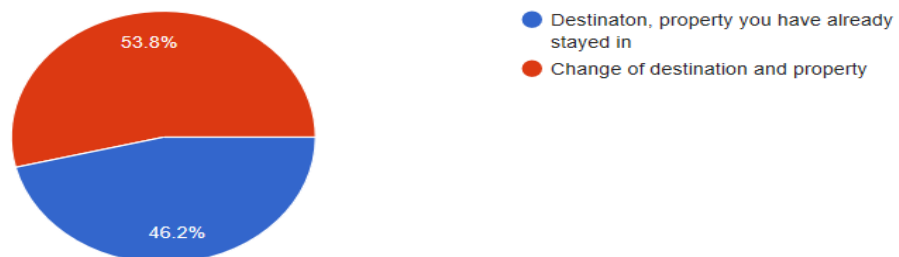 53.8%
46.2%
Destinaton, property you have already
stayed in
Change of destination and property